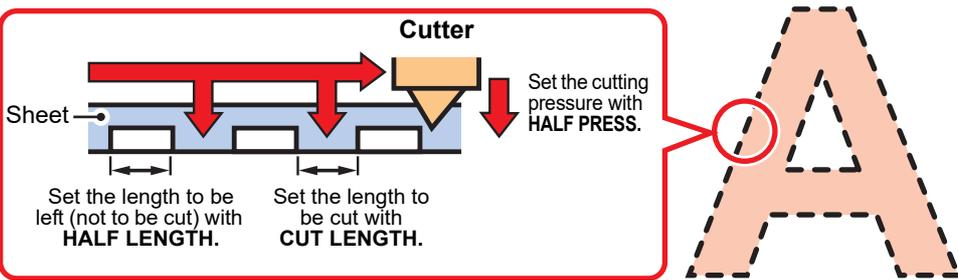 Cutter
Sheet
Set the cutting
pressure with
HALF PRESS.
Set the length to be
left (not to be cut) with
HALF LENGTH.
Set the length to
be cut with
CUT LENGTH.
A